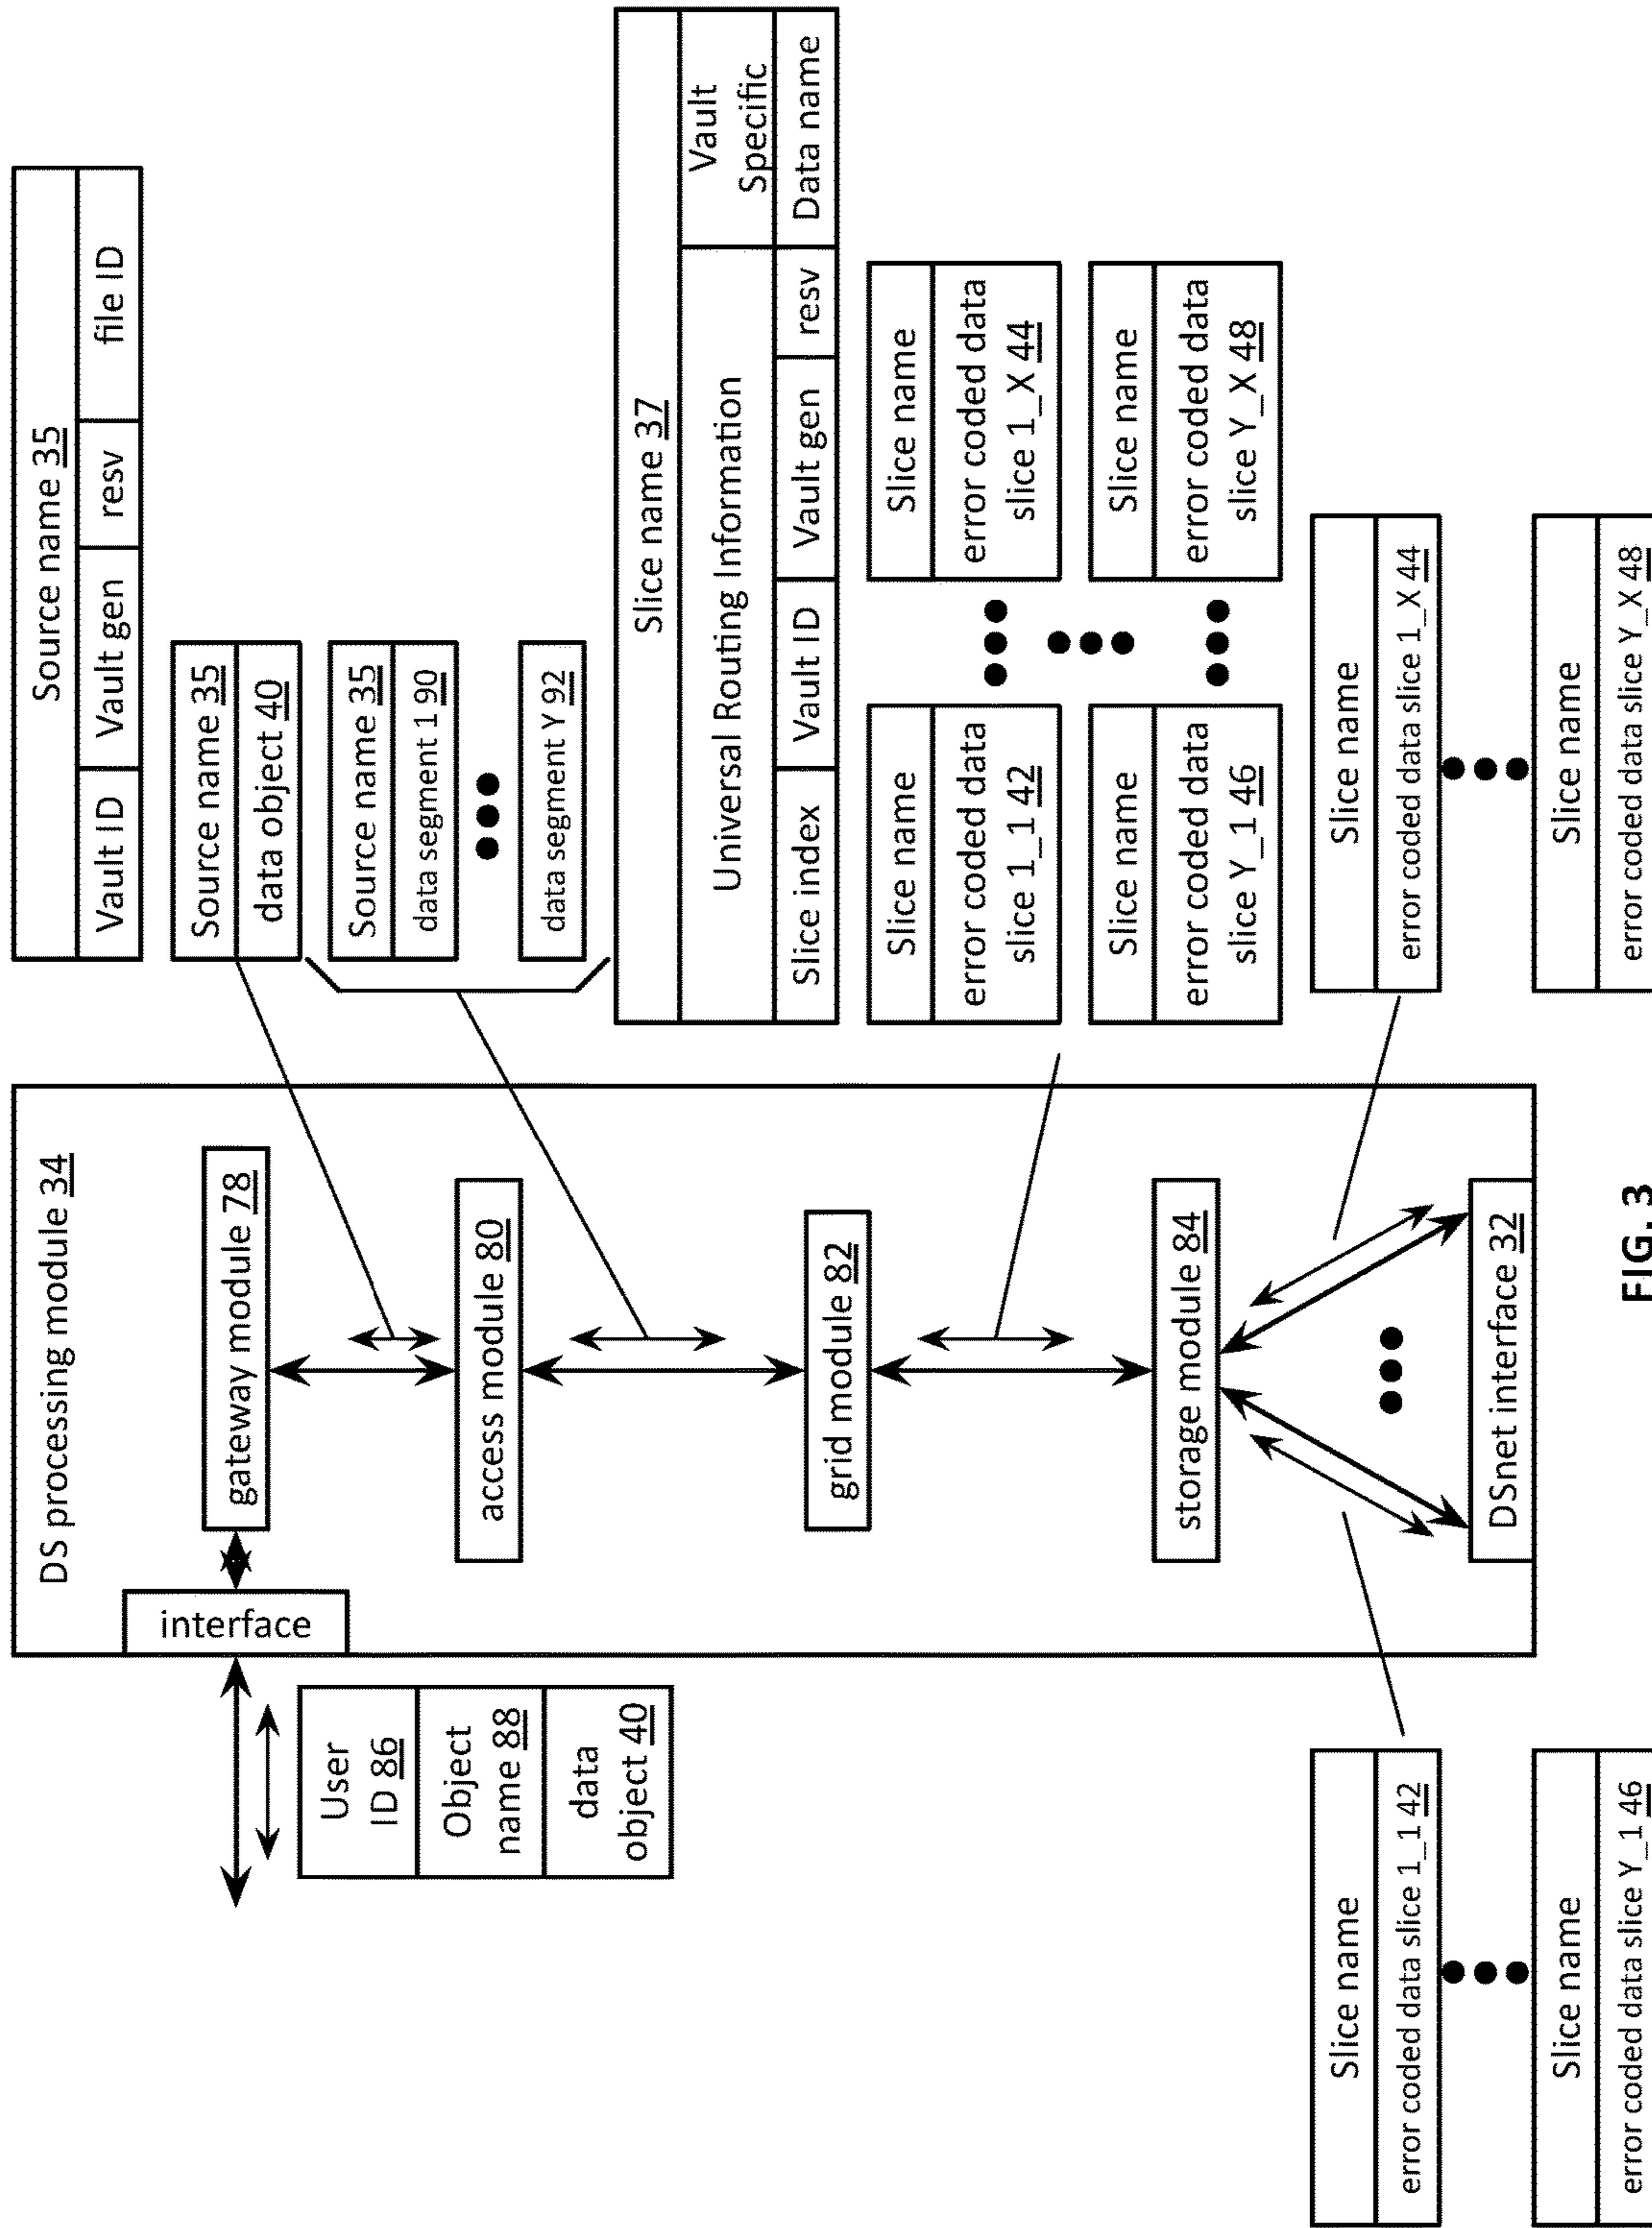 DS processing module 34
interface
gateway module 78
access module 80
grid module 82
storage module 84
DSnet interface 32
User
ID 86
Object
name 88
data
object 40
Source name 35
Vault ID
Vault gen
resv
file ID
Source name 35
data object 40
Source name 35
data segment 1 90
data segment Y 92
Slice name 37
Universal Routing Information
Vault
Specific
Slice index
Vault ID
Vault gen
resv
Data name
Slice name
error coded data
slice 1_1 42
Slice name
error coded data
slice 1_X 44
Slice name
error coded data
slice Y_1 46
Slice name
error coded data
slice Y_X 48
Slice name
error coded data slice 1_1 42
Slice name
error coded data slice Y_1 46
Slice name
error coded data slice 1_X 44
Slice name
error coded data slice Y_X 48
FIG. 3